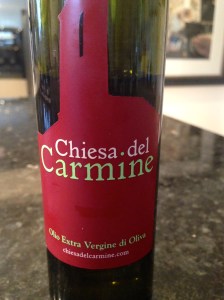 Chiesa·del
Carmine
Olio Extra Vergine di Oliva
chiesadelcarmine.com